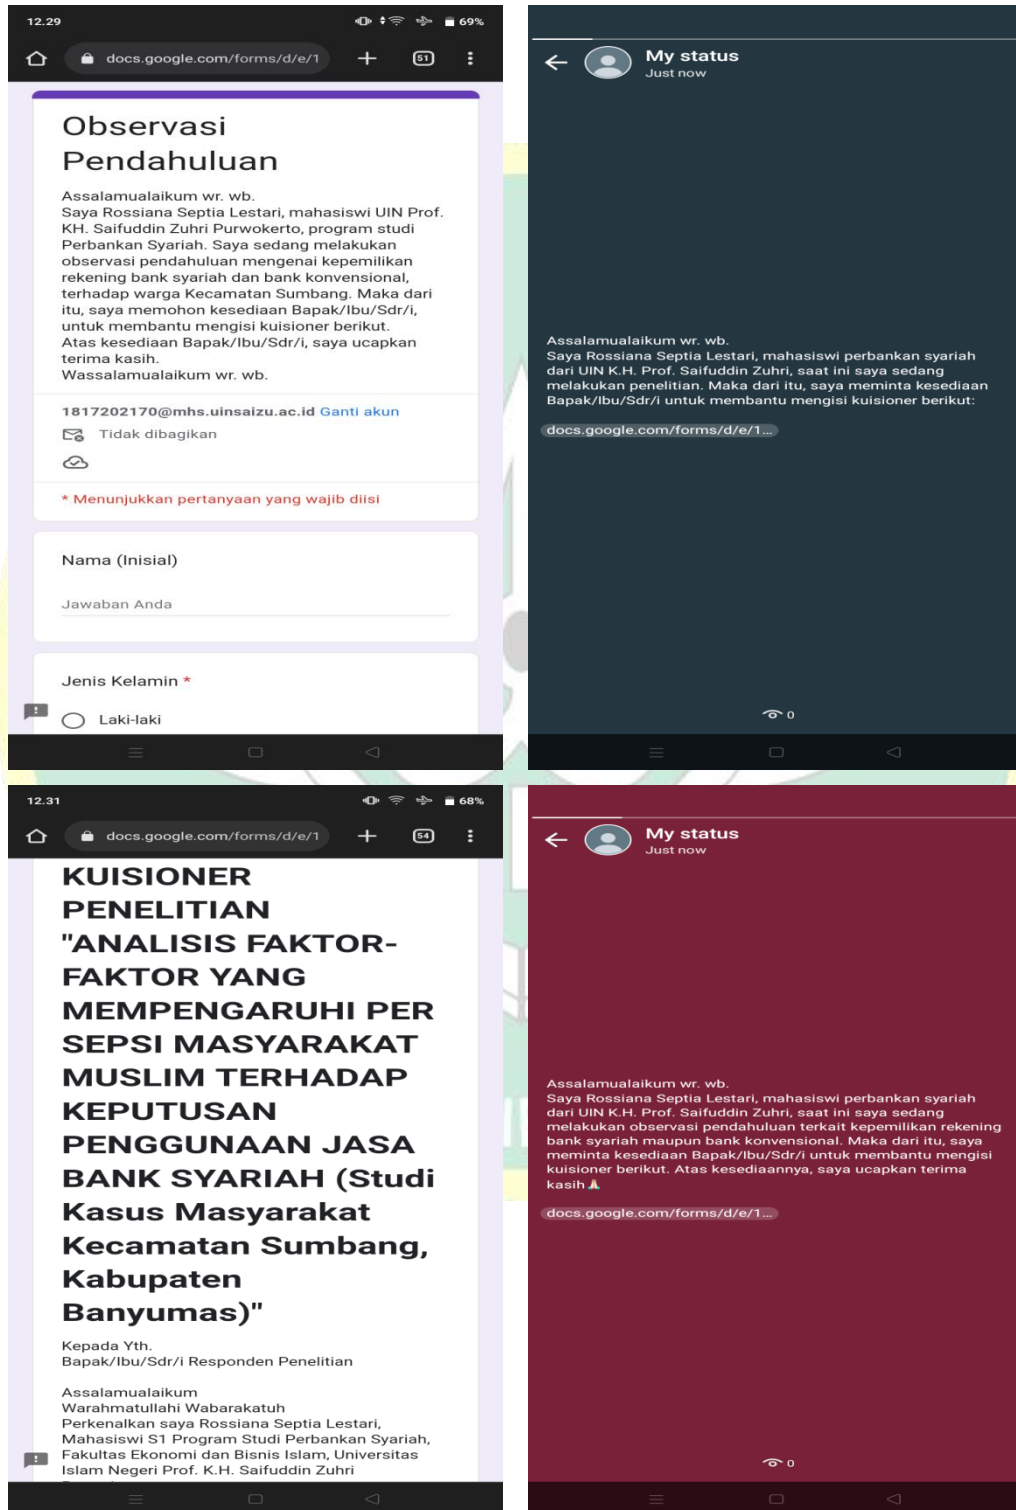 12.29
69%
docs.google.com/forms/d/e/1
51
Observasi
Pendahuluan
Assalamualaikum wr. wb.
Saya Rossiana Septia Lestari, mahasiswi UIN Prof.
KH. Saifuddin Zuhri Purwokerto, program studi
Perbankan Syariah. Saya sedang melakukan
observasi pendahuluan mengenai kepemilikan
rekening bank syariah dan bank konvensional,
terhadap warga Kecamatan Sumbang. Maka dari
itu, saya memohon kesediaan Bapak/Ibu/Sdr/i,
untuk membantu mengisi kuisioner berikut.
Atas kesediaan Bapak/Ibu/Sdr/i, saya ucapkan
terima kasih.
Wassalamualaikum wr. wb.
1817202170@mhs.uinsaizu.ac.id Ganti akun
Tidak dibagikan
* Menunjukkan pertanyaan yang wajib diisi
Nama (Inisial)
Jawaban Anda
Jenis Kelamin *
Laki-laki
My status
Just now
Assalamualaikum wr. wb.
Saya Rossiana Septia Lestari, mahasiswi perbankan syariah
dari UIN K.H. Prof. Saifuddin Zuhri, saat ini saya sedang
melakukan penelitian. Maka dari itu, saya meminta kesediaan
Bapak/Ibu/Sdr/i untuk membantu mengisi kuisioner berikut:
docs.google.com/forms/d/e/1...
0
12.31
68%
docs.google.com/forms/d/e/1
54
KUISIONER
PENELITIAN
"ANALISIS FAKTOR-
FAKTOR YANG
MEMPENGARUHI PER
SEPSI MASYARAKAT
MUSLIM TERHADAP
KEPUTUSAN
PENGGUNAAN JASA
BANK SYARIAH (Studi
Kasus Masyarakat
Kecamatan Sumbang,
Kabupaten
Banyumas)"
Kepada Yth.
Bapak/Ibu/Sdr/i Responden Penelitian
Assalamualaikum
Warahmatullahi Wabarakatuh
Perkenalkan saya Rossiana Septia Lestari,
Mahasiswi S1 Program Studi Perbankan Syariah,
Fakultas Ekonomi dan Bisnis Islam, Universitas
Islam Negeri Prof. K.H. Saifuddin Zuhri
My status
Just now
Assalamualaikum wr. wb.
Saya Rossiana Septia Lestari, mahasiswi perbankan syariah
dari UIN K.H. Prof. Saifuddin Zuhri, saat ini saya sedang
melakukan observasi pendahuluan terkait kepemilikan rekening
bank syariah maupun bank konvensional. Maka dari itu, saya
meminta kesediaan Bapak/Ibu/Sdr/i untuk membantu mengisi
kuisioner berikut. Atas kesediaannya, saya ucapkan terima
kasih🙏
docs.google.com/forms/d/e/1...
0